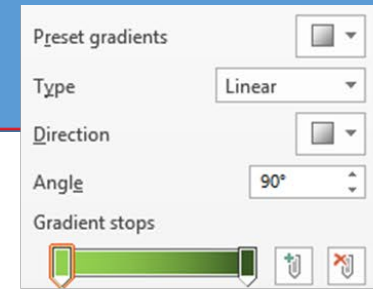 Preset gradients
Type Linear
Direction
Angle 90°
Gradient stops